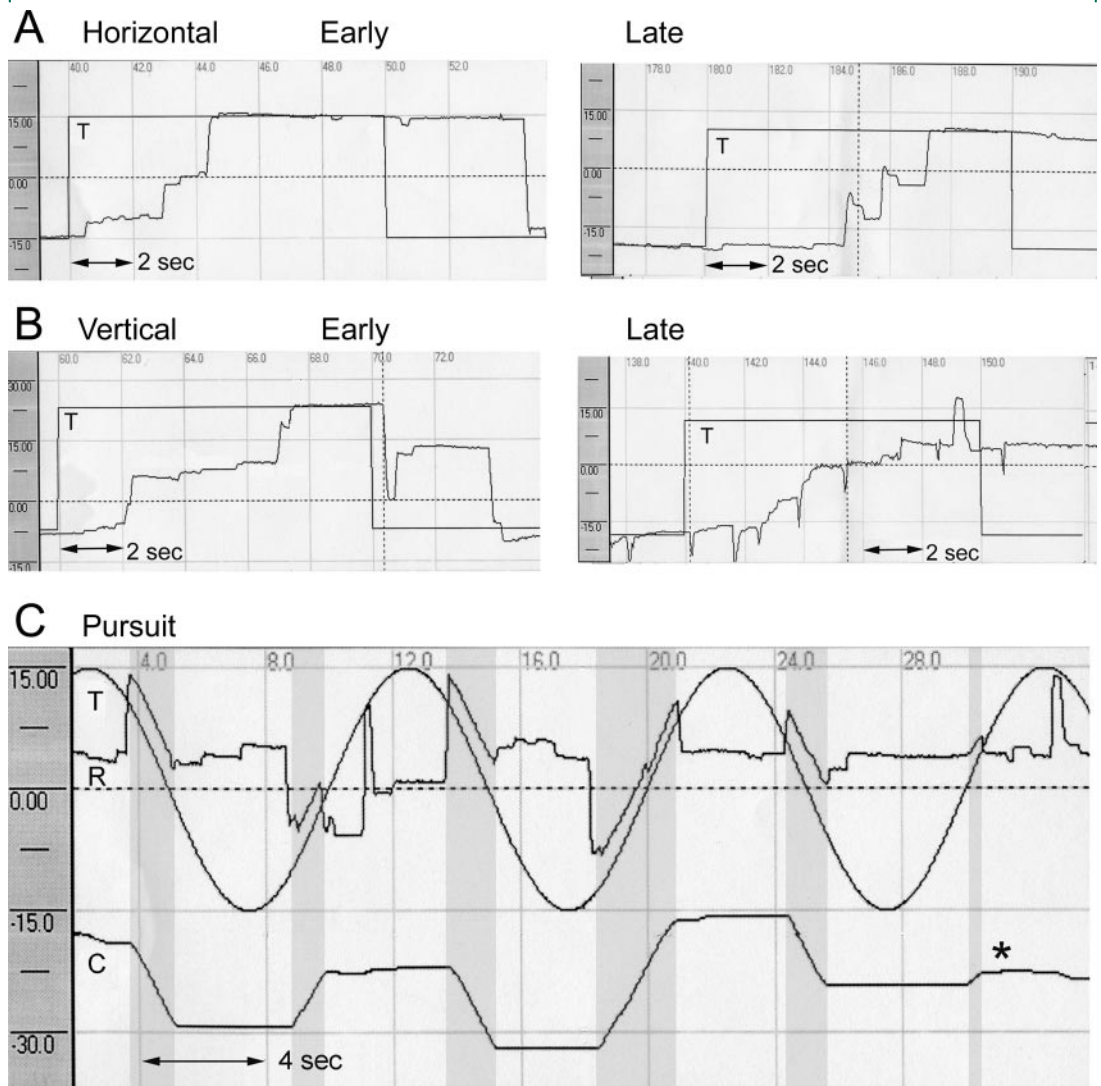 A Horizontal Early Late
40.0 42.0 44.0 46.0 48.0 50.0 52.0
178.0 180.0 182.0 184.0 186.0 188.0 190.0
15.00
0.00
-15.0
T
2 sec
15.00
0.00
-15.0
T
2 sec
B Vertical Early Late
60.0 62.0 64.0 66.0 68.0 70.0 72.0
138.0 140.0 142.0 144.0 146.0 148.0 150.0
30.00
15.00
0.00
-15.0
T
2 sec
15.00
0.00
-15.0
T
2 sec
C Pursuit
4.0 8.0 12.0 16.0 20.0 24.0 28.0
15.00
T
R
0.00
-15.0
C
*
-30.0
4 sec